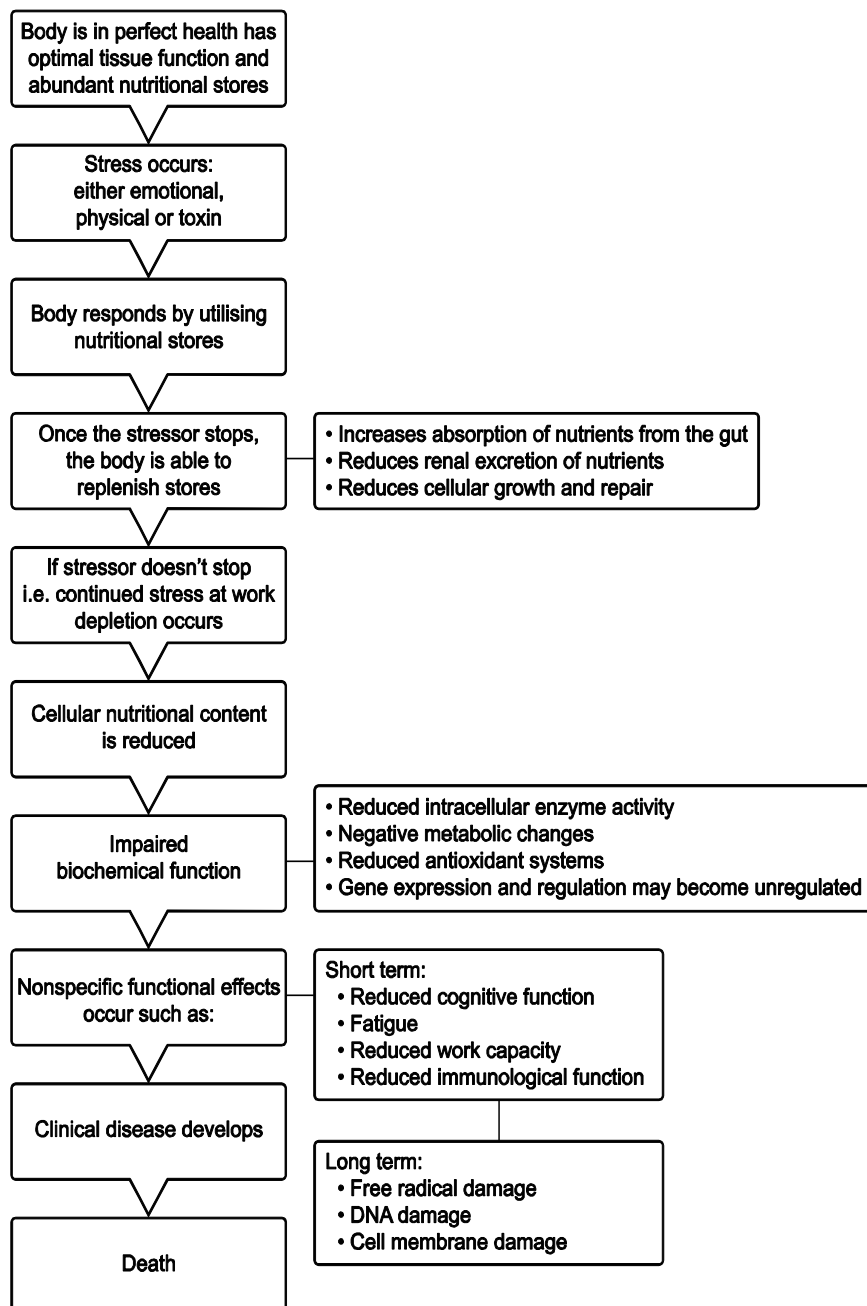 Body is in perfect health has
optimal tissue function and
abundant nutritional stores
Stress occurs:
either emotional,
physical or toxin
Body responds by utilising
nutritional stores
Once the stressor stops,
the body is able to
replenish stores
• Increases absorption of nutrients from the gut
• Reduces renal excretion of nutrients
• Reduces cellular growth and repair
If stressor doesn't stop
i.e. continued stress at work
depletion occurs
Cellular nutritional content
is reduced
Impaired
biochemical function
• Reduced intracellular enzyme activity
• Negative metabolic changes
• Reduced antioxidant systems
• Gene expression and regulation may become unregulated
Nonspecific functional effects
occur such as:
Short term:
• Reduced cognitive function
• Fatigue
• Reduced work capacity
• Reduced immunological function
Clinical disease develops
Long term:
• Free radical damage
• DNA damage
• Cell membrane damage
Death